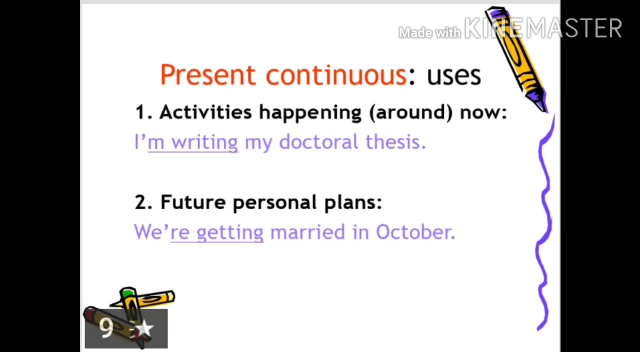 Made with KINEMASTER
Present continuous: uses
1. Activities happening (around) now:
I'm writing my doctoral thesis.
2. Future personal plans:
We're getting married in October.
9